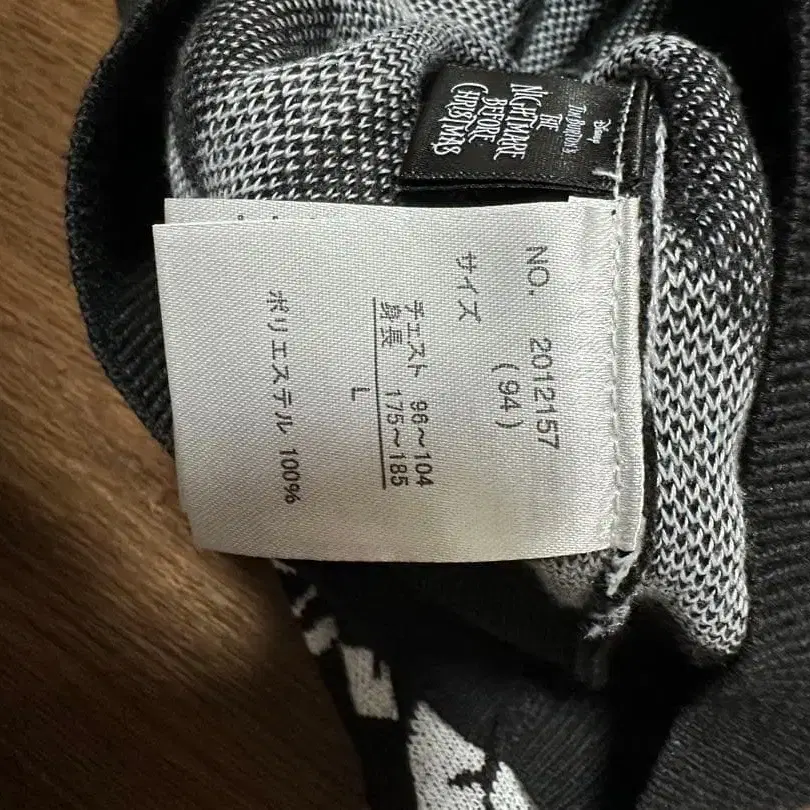 Disney
TIM BURTON'S
THE
NIGHTMARE
BEFORE
CHRISTMAS
NO. 2012157
(94)
サイズ
チェスト 96〜104
身長 175〜185
L
ポリエステル 100%